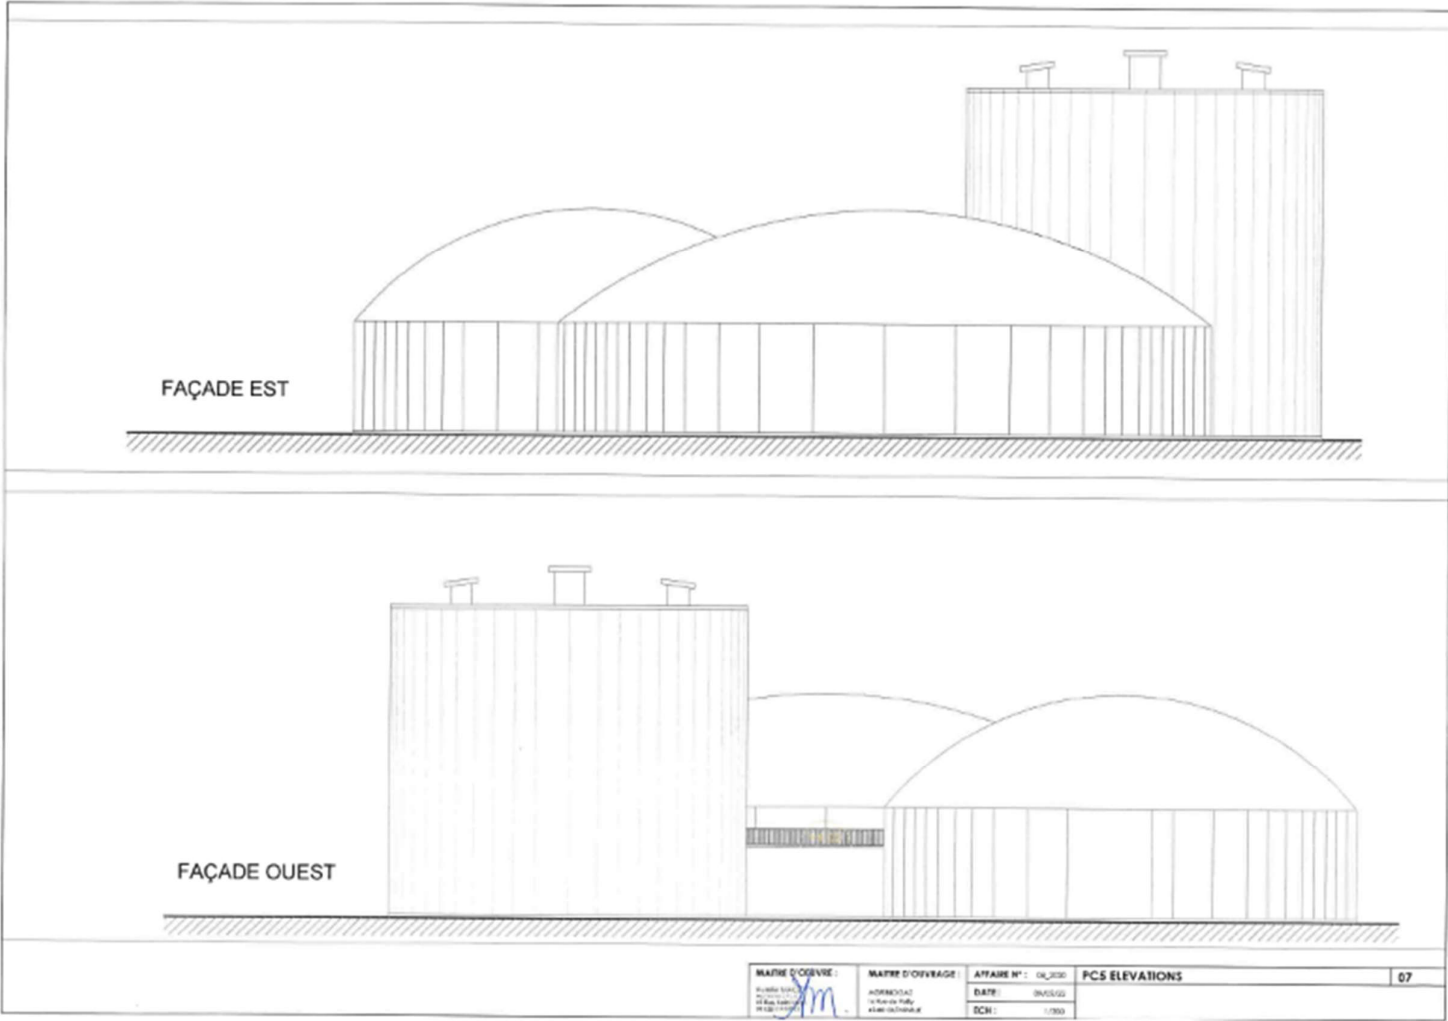 FAÇADE EST
FAÇADE OUEST
MAITRE D'OEUVRE :
MAITRE D'OUVRAGE :
AFFAIRE N° :
PC5 ELEVATIONS
07
DATE :
ECH :